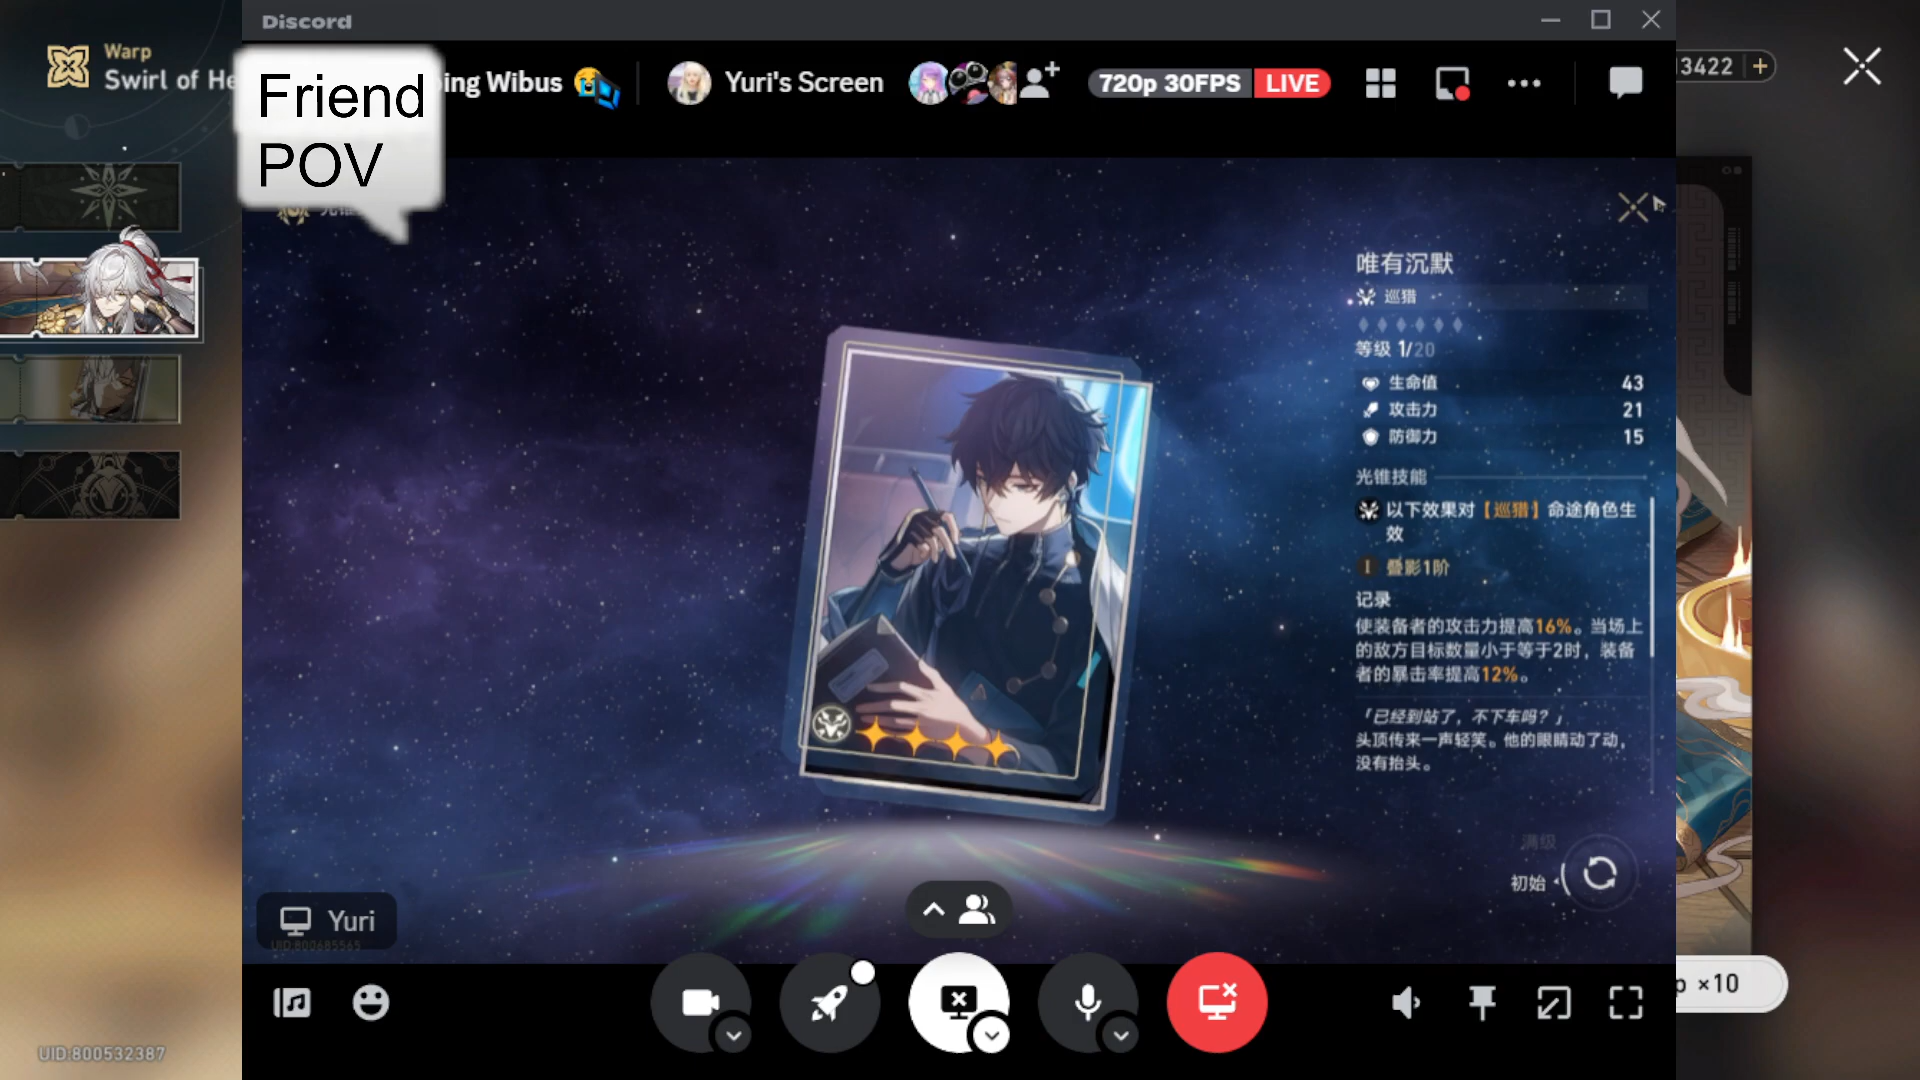 Discord
Warp
Swirl of He
Friend
POV
ing Wibus
Yuri's Screen
720p 30FPS
LIVE
13422
唯有沉默
巡猎
等级 1/20
生命值 43
攻击力 21
防御力 15
光锥技能
以下效果对【巡猎】命途角色生
效
I 叠影1阶
记录
使装备者的攻击力提高16%。当场上
的敌方目标数量小于等于2时，装备
者的暴击率提高12%。
「已经到站了，不下车吗？」
头顶传来一声轻笑。他的眼睛动了动，
没有抬头。
满级
初始
Yuri
UID:800685565
p ×10
UID:800532387